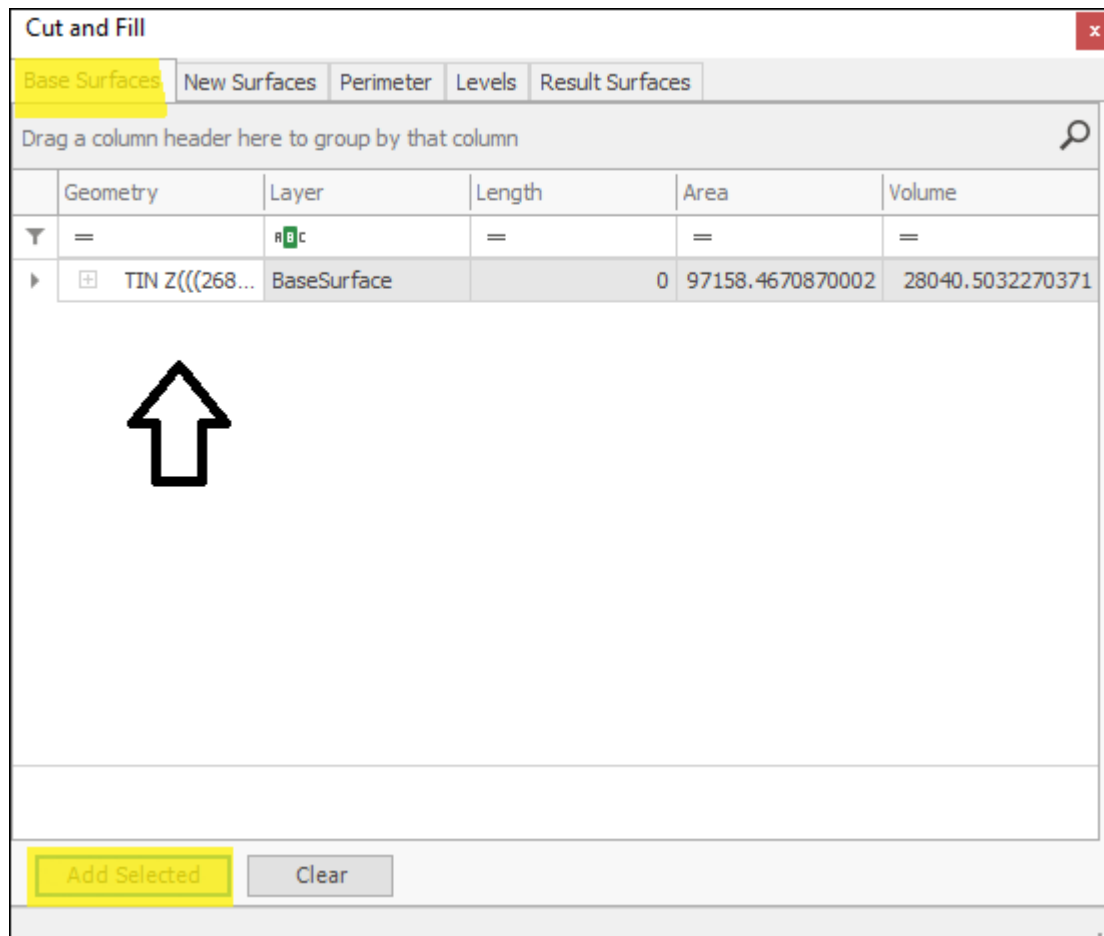 Cut and Fill x
Base Surfaces New Surfaces Perimeter Levels Result Surfaces
Drag a column header here to group by that column
Geometry Layer Length Area Volume
= ABC = = =
TIN Z(((268... BaseSurface 0 97158.4670870002 28040.5032270371
Add Selected Clear